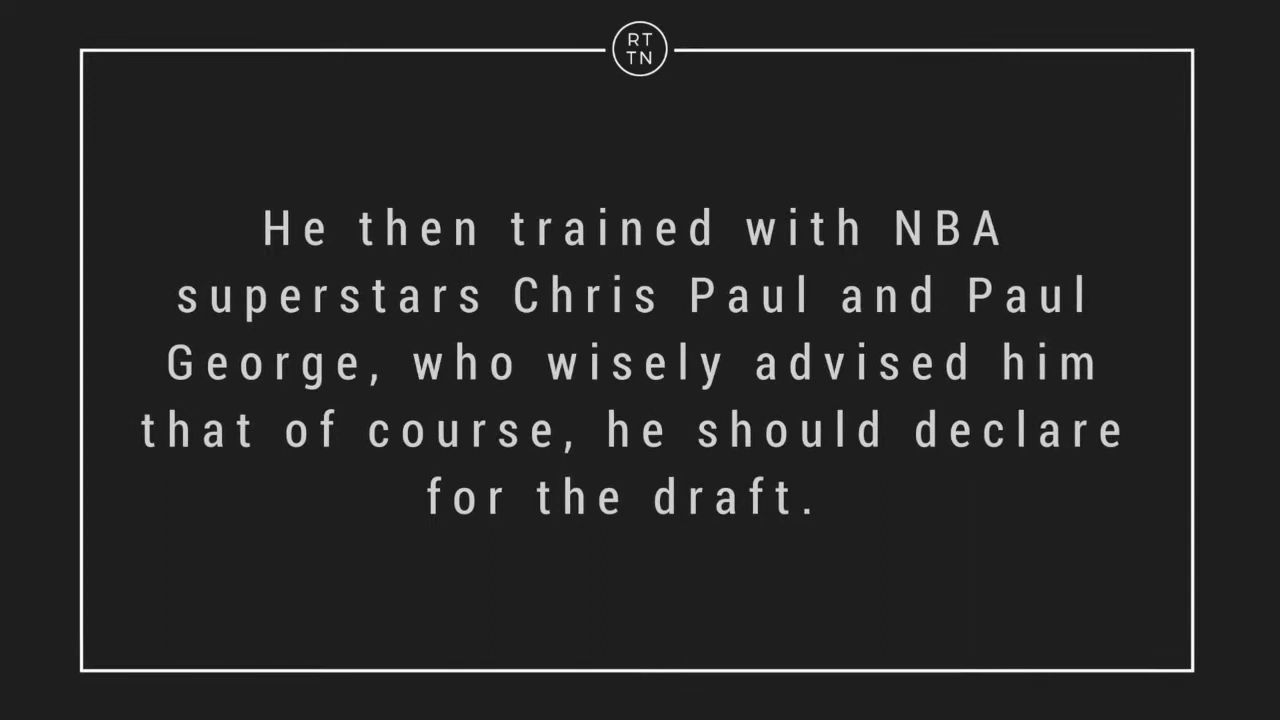 RT
TN
He then trained with NBA
superstars Chris Paul and Paul
George, who wisely advised him
that of course, he should declare
for the draft.